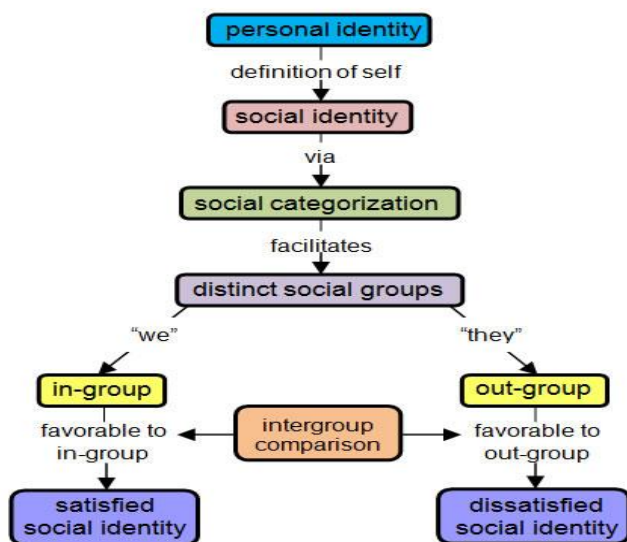 personal identity
definition of self
social identity
via
social categorization
facilitates
distinct social groups
“we”
“they”
in-group
out-group
favorable to
in-group
intergroup
comparison
favorable to
out-group
satisfied
social identity
dissatisfied
social identity